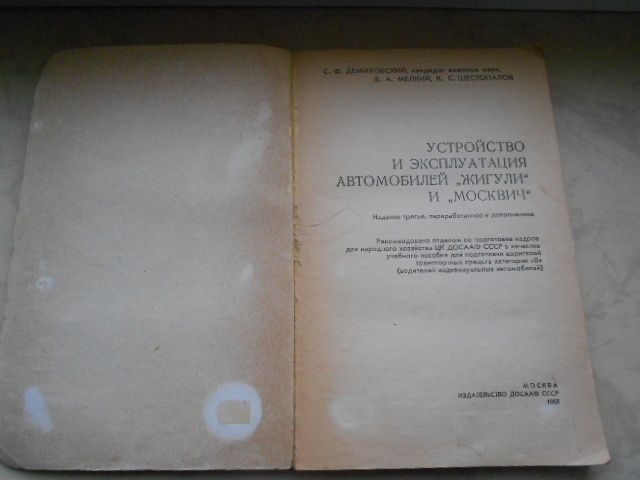 С. Ф. ДЕМИХОВСКИЙ, кандидат военных наук,
В. А. МЕЛКИЙ, К. С. ШЕСТОПАЛОВ
УСТРОЙСТВО
И ЭКСПЛУАТАЦИЯ
АВТОМОБИЛЕЙ „ЖИГУЛИ“
И „МОСКВИЧ“
Издание третье, переработанное и дополненное
Рекомендовано отделом по подготовке кадров
для народного хозяйства ЦК ДОСААФ СССР в качестве
учебного пособия для подготовки водителей
транспортных средств категории «В»
(водителей индивидуальных автомобилей)
МОСКВА
ИЗДАТЕЛЬСТВО ДОСААФ СССР